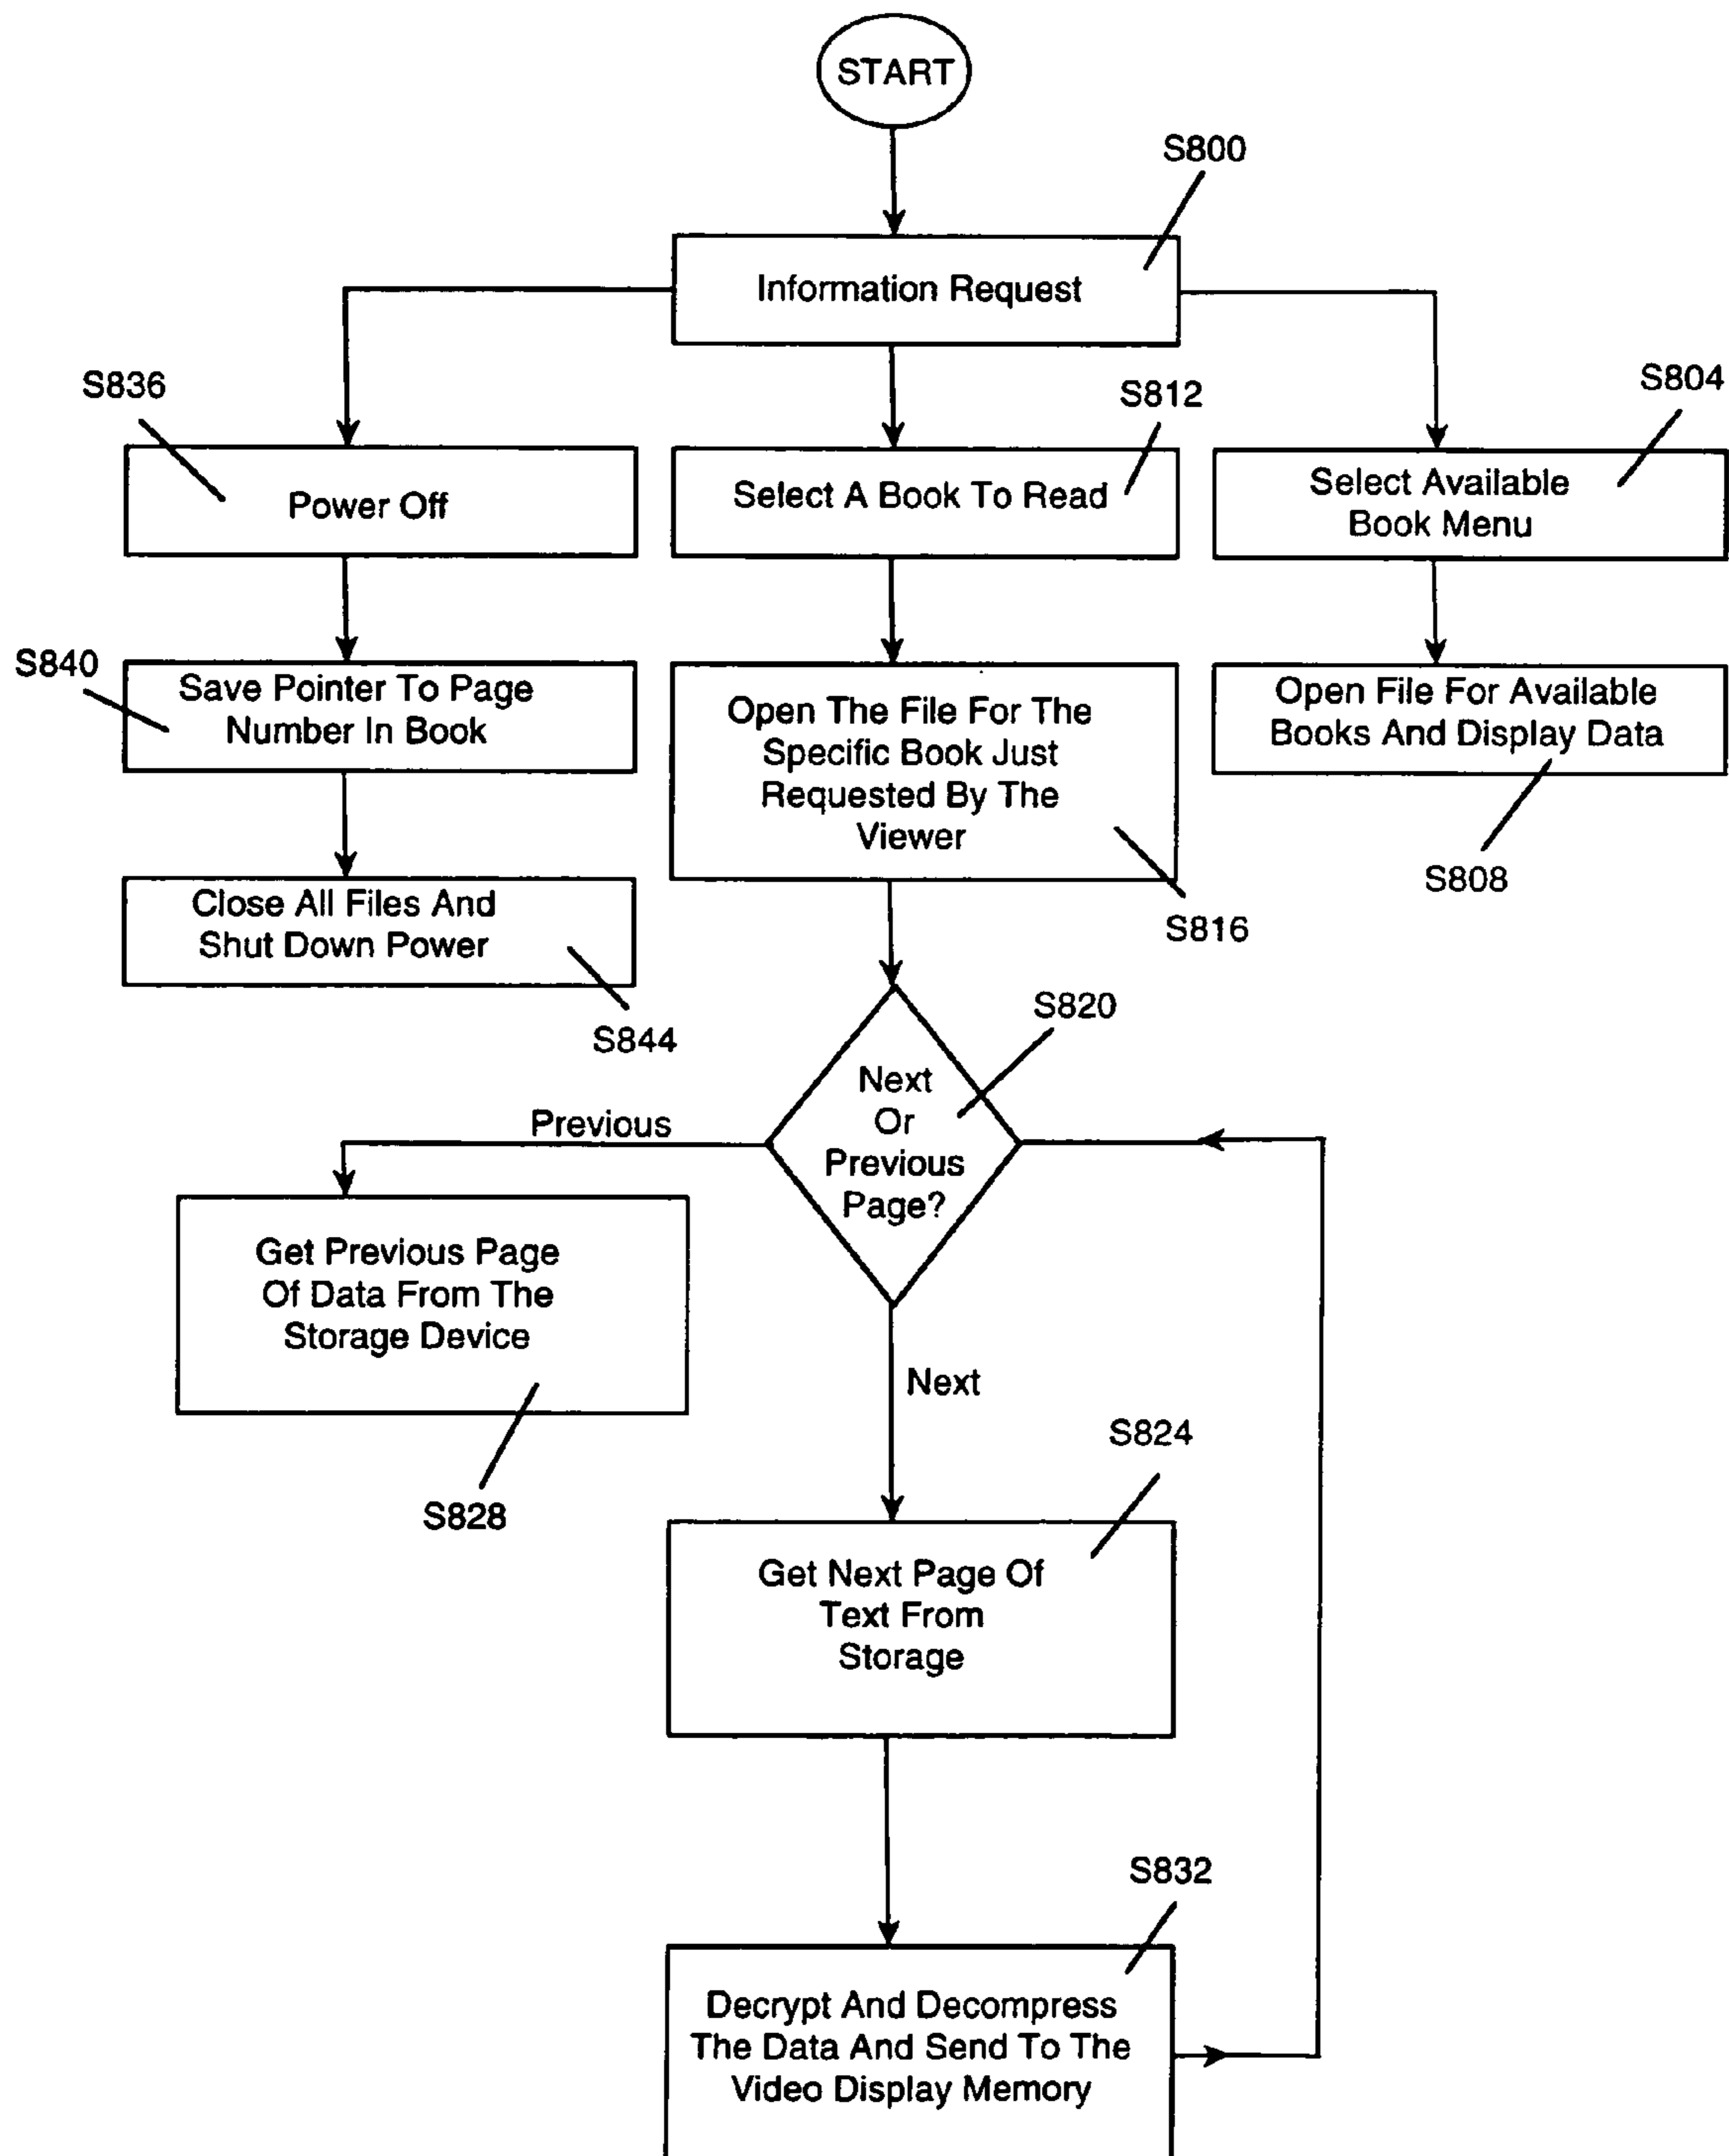 START
S800
Information Request
S836
S812
S804
Power Off
Select A Book To Read
Select Available
Book Menu
S840
Save Pointer To Page
Number In Book
Open The File For The
Specific Book Just
Requested By The
Viewer
Open File For Available
Books And Display Data
S808
Close All Files And
Shut Down Power
S816
S844
S820
Next
Or
Previous
Page?
Previous
Get Previous Page
Of Data From The
Storage Device
Next
S828
S824
Get Next Page Of
Text From
Storage
S832
Decrypt And Decompress
The Data And Send To The
Video Display Memory